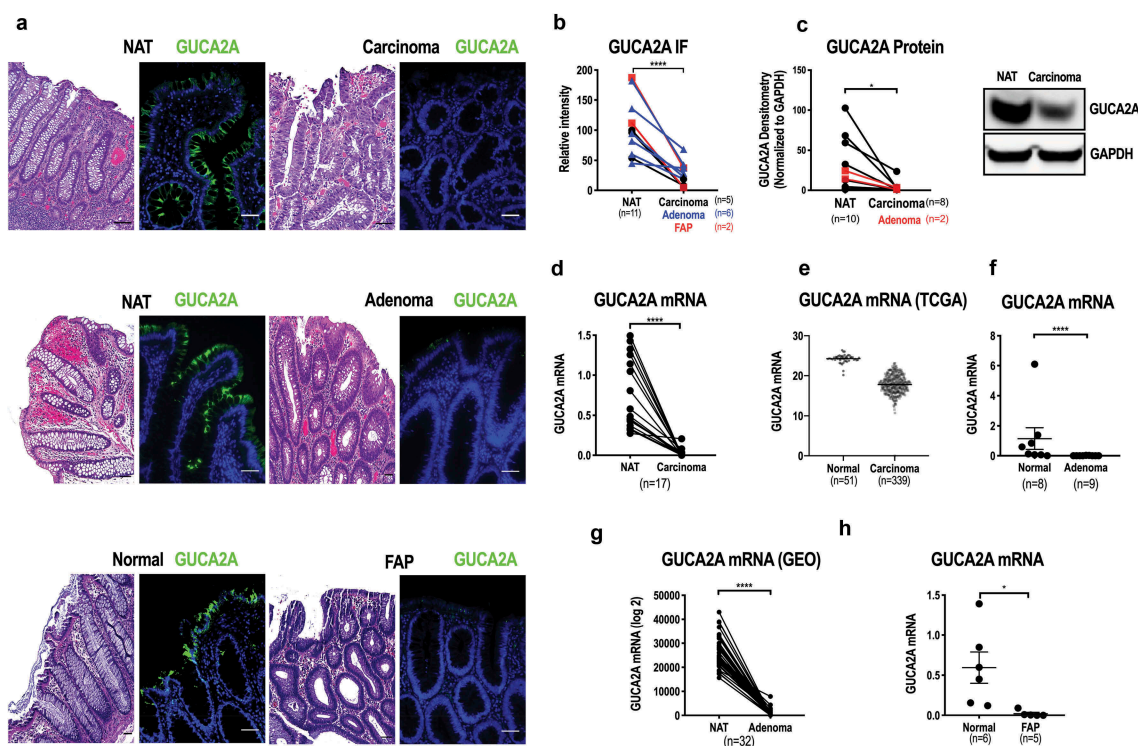 a
NAT GUCA2A Carcinoma GUCA2A
NAT GUCA2A Adenoma GUCA2A
Normal GUCA2A FAP GUCA2A
b
GUCA2A IF
****
Relative intensity
200
150
100
50
0
NAT Carcinoma (n=5)
(n=11) Adenoma (n=6)
FAP (n=2)
c
GUCA2A Protein
*
GUCA2A Densitometry
(Normalized to GAPDH)
150
100
50
0
NAT Carcinoma (n=8)
(n=10) Adenoma (n=2)
NAT Carcinoma
GUCA2A
GAPDH
d
GUCA2A mRNA
****
GUCA2A mRNA
1.5
1.0
0.5
0.0
NAT Carcinoma
(n=17)
e
GUCA2A mRNA (TCGA)
GUCA2A mRNA
30
20
10
0
Normal Carcinoma
(n=51) (n=339)
f
GUCA2A mRNA
****
GUCA2A mRNA
8
6
4
2
0
Normal Adenoma
(n=8) (n=9)
g
GUCA2A mRNA (GEO)
****
GUCA2A mRNA (log 2)
50000
40000
30000
20000
10000
0
NAT Adenoma
(n=32)
h
GUCA2A mRNA
*
GUCA2A mRNA
1.5
1.0
0.5
0.0
Normal FAP
(n=6) (n=5)